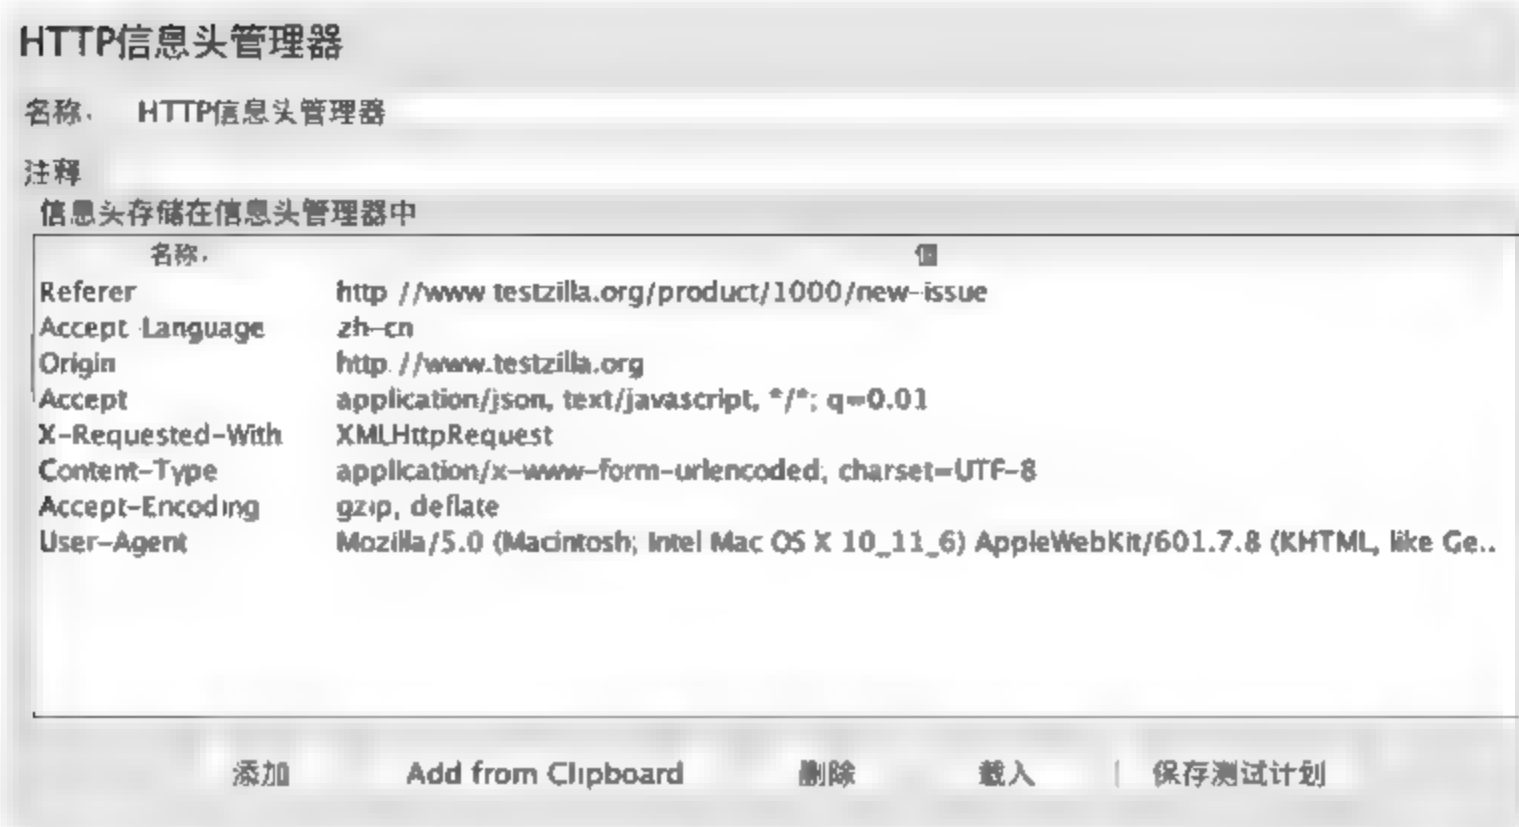 HTTP信息头管理器
名称: HTTP信息头管理器
注释
信息头存储在信息头管理器中
名称: 值
Referer http://www.testzilla.org/product/1000/new-issue
Accept-Language zh-cn
Origin http://www.testzilla.org
Accept application/json, text/javascript, */*; q=0.01
X-Requested-With XMLHttpRequest
Content-Type application/x-www-form-urlencoded; charset=UTF-8
Accept-Encoding gzip, deflate
User-Agent Mozilla/5.0 (Macintosh; Intel Mac OS X 10_11_6) AppleWebKit/601.7.8 (KHTML, like Ge...
添加 Add from Clipboard 删除 载入 保存测试计划